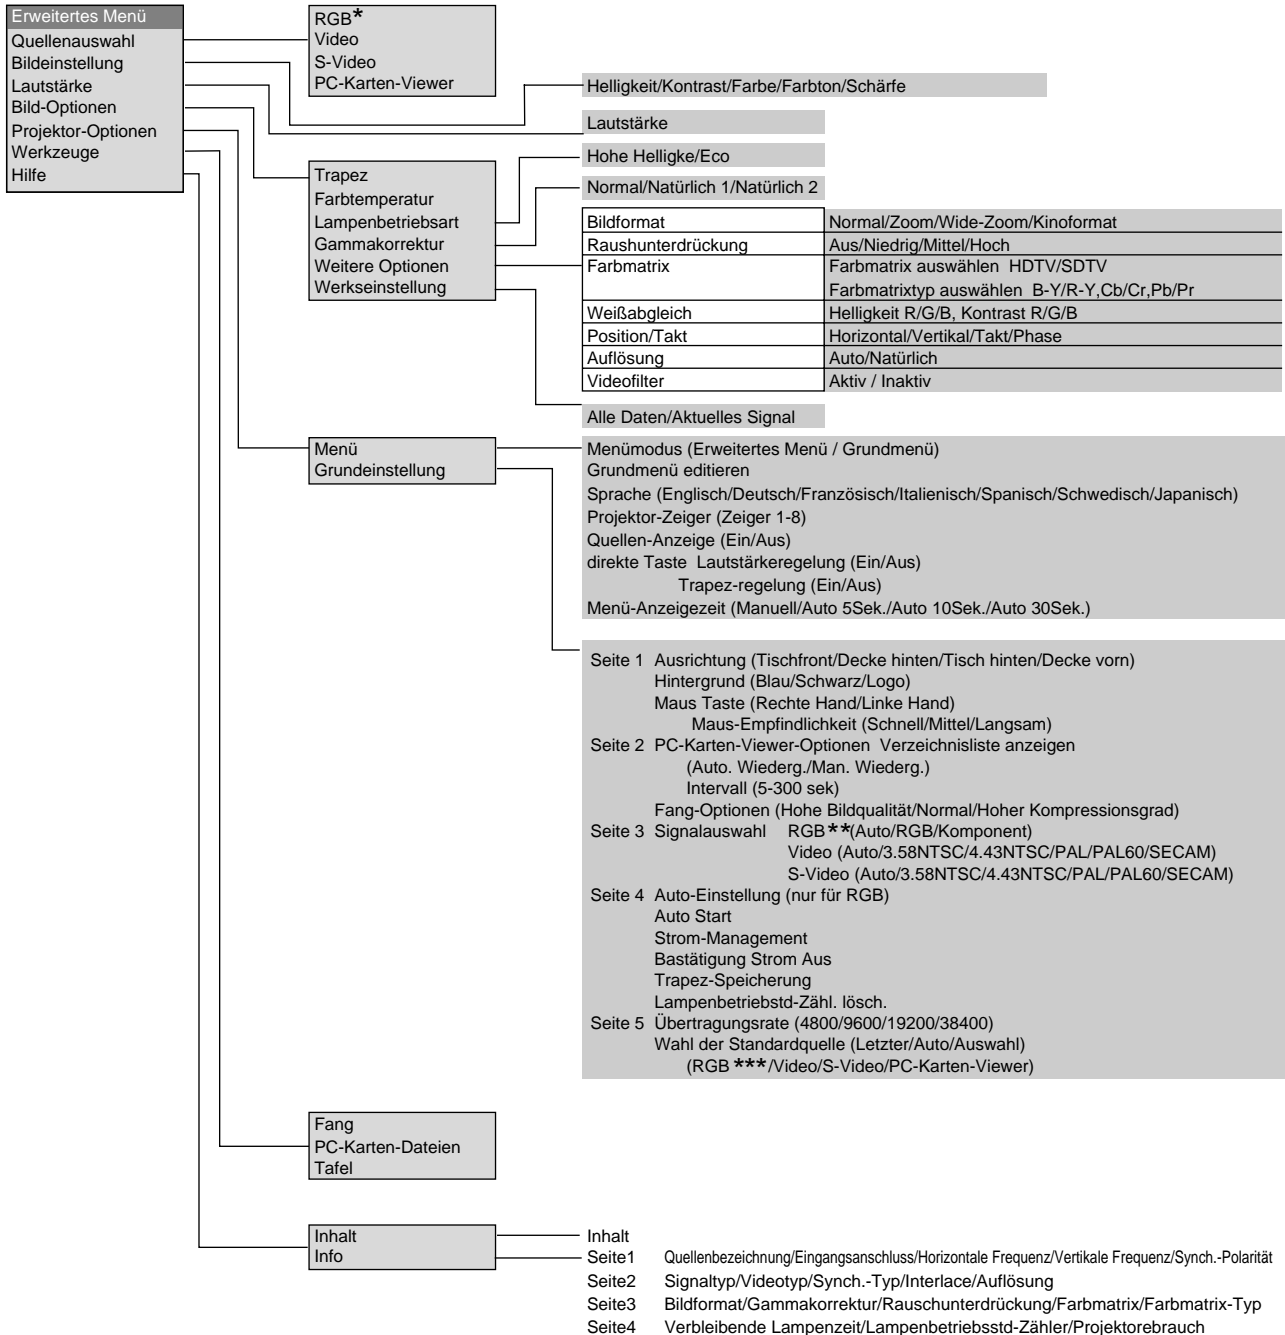 Erweitertes Menü
Quellenauswahl
Bildeinstellung
Lautstärke
Bild-Optionen
Projektor-Optionen
Werkzeuge
Hilfe
RGB*
Video
S-Video
PC-Karten-Viewer
Helligkeit/Kontrast/Farbe/Farbton/Schärfe
Lautstärke
Hohe Helligke/Eco
Normal/Natürlich 1/Natürlich 2
Trapez
Farbtemperatur
Lampenbetriebsart
Gammakorrektur
Weitere Optionen
Werkseinstellung
Bildformat Normal/Zoom/Wide-Zoom/Kinoformat
Raushunterdrückung Aus/Niedrig/Mittel/Hoch
Farbmatrix Farbmatrix auswählen HDTV/SDTV
Farbmatrixtyp auswählen B-Y/R-Y,Cb/Cr,Pb/Pr
Weißabgleich Helligkeit R/G/B, Kontrast R/G/B
Position/Takt Horizontal/Vertikal/Takt/Phase
Auflösung Auto/Natürlich
Videofilter Aktiv / Inaktiv
Alle Daten/Aktuelles Signal
Menü
Grundeinstellung
Menümodus (Erweitertes Menü / Grundmenü)
Grundmenü editieren
Sprache (Englisch/Deutsch/Französisch/Italienisch/Spanisch/Schwedisch/Japanisch)
Projektor-Zeiger (Zeiger 1-8)
Quellen-Anzeige (Ein/Aus)
direkte Taste Lautstärkeregelung (Ein/Aus)
Trapez-regelung (Ein/Aus)
Menü-Anzeigezeit (Manuell/Auto 5Sek./Auto 10Sek./Auto 30Sek.)
Seite 1 Ausrichtung (Tischfront/Decke hinten/Tisch hinten/Decke vorn)
Hintergrund (Blau/Schwarz/Logo)
Maus Taste (Rechte Hand/Linke Hand)
Maus-Empfindlichkeit (Schnell/Mittel/Langsam)
Seite 2 PC-Karten-Viewer-Optionen Verzeichnisliste anzeigen
(Auto. Wiederg./Man. Wiederg.)
Intervall (5-300 sek)
Fang-Optionen (Hohe Bildqualität/Normal/Hoher Kompressionsgrad)
Seite 3 Signalauswahl RGB**(Auto/RGB/Komponent)
Video (Auto/3.58NTSC/4.43NTSC/PAL/PAL60/SECAM)
S-Video (Auto/3.58NTSC/4.43NTSC/PAL/PAL60/SECAM)
Seite 4 Auto-Einstellung (nur für RGB)
Auto Start
Strom-Management
Bastätigung Strom Aus
Trapez-Speicherung
Lampenbetriebstd-Zähl. lösch.
Seite 5 Übertragungsrate (4800/9600/19200/38400)
Wahl der Standardquelle (Letzter/Auto/Auswahl)
(RGB***/Video/S-Video/PC-Karten-Viewer)
Fang
PC-Karten-Dateien
Tafel
Inhalt
Info
Inhalt
Seite1 Quellenbezeichnung/Eingangsanschluss/Horizontale Frequenz/Vertikale Frequenz/Synch.-Polarität
Seite2 Signaltyp/Videotyp/Synch.-Typ/Interlace/Auflösung
Seite3 Bildformat/Gammakorrektur/Rauschunterdrückung/Farbmatrix/Farbmatrix-Typ
Seite4 Verbleibende Lampenzeit/Lampenbetriebsstd-Zähler/Projektorebrauch